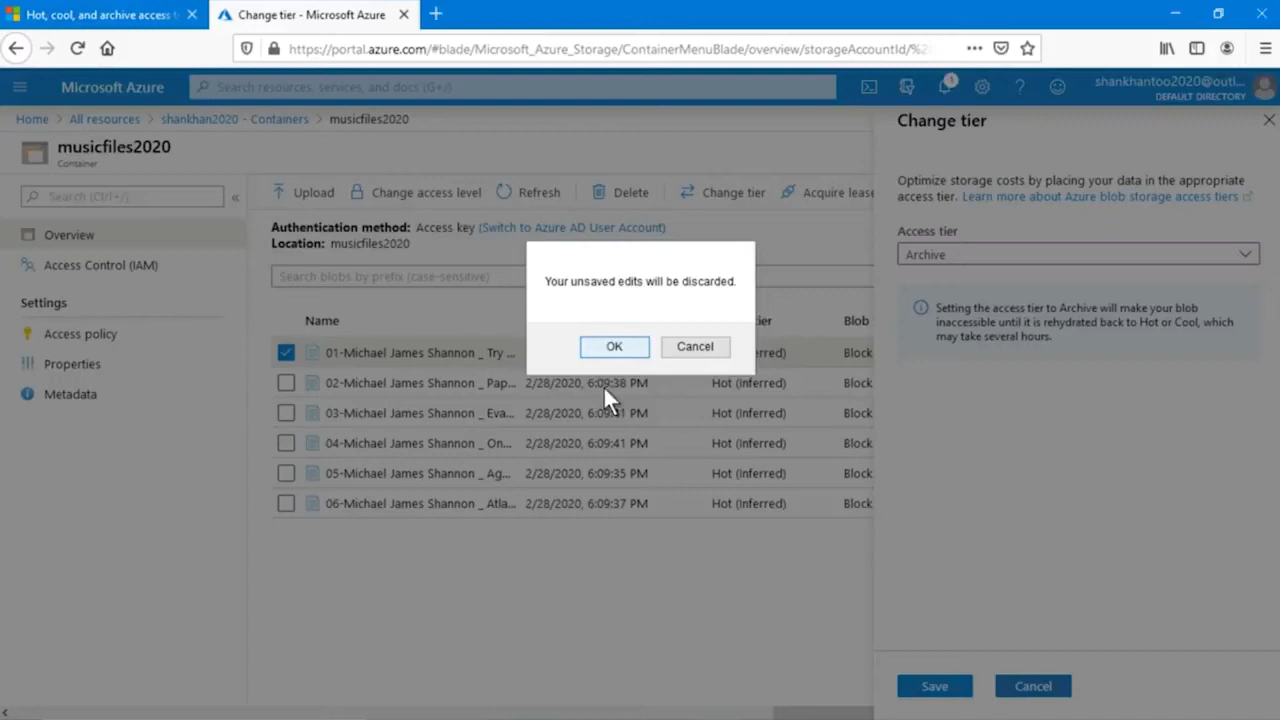 Hot, cool, and archive access t
Change tier - Microsoft Azure
https://portal.azure.com/#blade/Microsoft_Azure_Storage/ContainerMenuBlade/overview/storageAccountId/%
Microsoft Azure
Search resources, services, and docs (G+/)
1
shankhantoo2020@outl...
DEFAULT DIRECTORY
Home > All resources > shankhan2020 - Containers > musicfiles2020
musicfiles2020
Container
Search (Ctrl+/)
«
Overview
Access Control (IAM)
Settings
Access policy
Properties
Metadata
Upload Change access level Refresh Delete Change tier Acquire lease
Authentication method: Access key (Switch to Azure AD User Account)
Location: musicfiles2020
Search blobs by prefix (case-sensitive)
Name tier Blob
01-Michael James Shannon _ Try ... Block
02-Michael James Shannon _ Pap... 2/28/2020, 6:09:38 PM Hot (Inferred) Block
03-Michael James Shannon _ Eva... 2/28/2020, 6:09:31 PM Hot (Inferred) Block
04-Michael James Shannon _ On... 2/28/2020, 6:09:41 PM Hot (Inferred) Block
05-Michael James Shannon _ Ag... 2/28/2020, 6:09:35 PM Hot (Inferred) Block
06-Michael James Shannon _ Atla... 2/28/2020, 6:09:37 PM Hot (Inferred) Block
Your unsaved edits will be discarded.
OK Cancel
Change tier
Optimize storage costs by placing your data in the appropriate
access tier. Learn more about Azure blob storage access tiers
Access tier
Archive
Setting the access tier to Archive will make your blob
inaccessible until it is rehydrated back to Hot or Cool, which
may take several hours.
Save Cancel